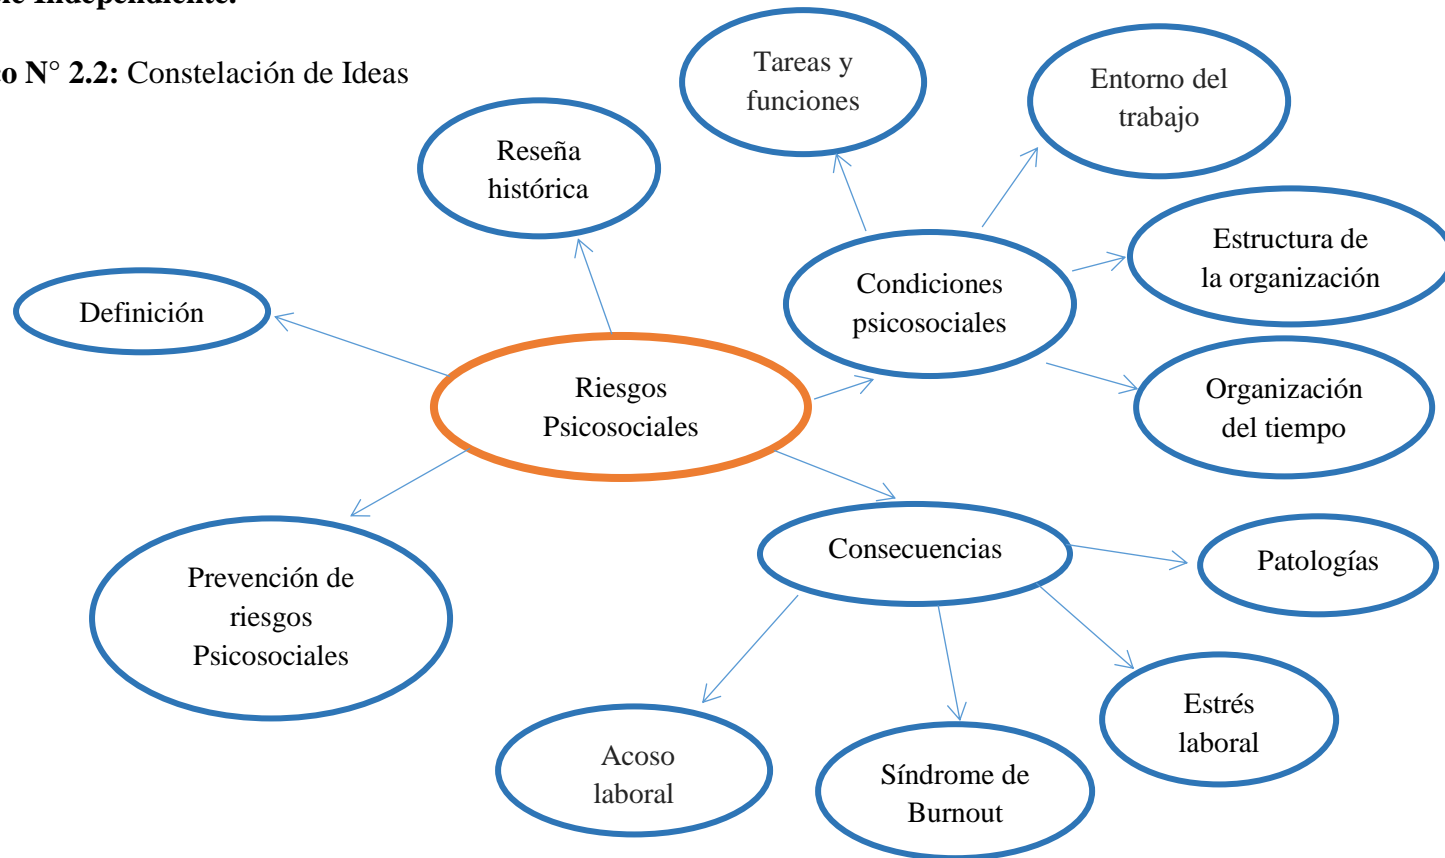 Independiente.
N° 2.2: Constelación de Ideas
Tareas y
funciones
Entorno del
trabajo
Reseña
histórica
Estructura de
la organización
Condiciones
psicosociales
Definición
Riesgos
Psicosociales
Organización
del tiempo
Consecuencias
Patologías
Prevención de
riesgos
Psicosociales
Estrés
laboral
Acoso
laboral
Síndrome de
Burnout